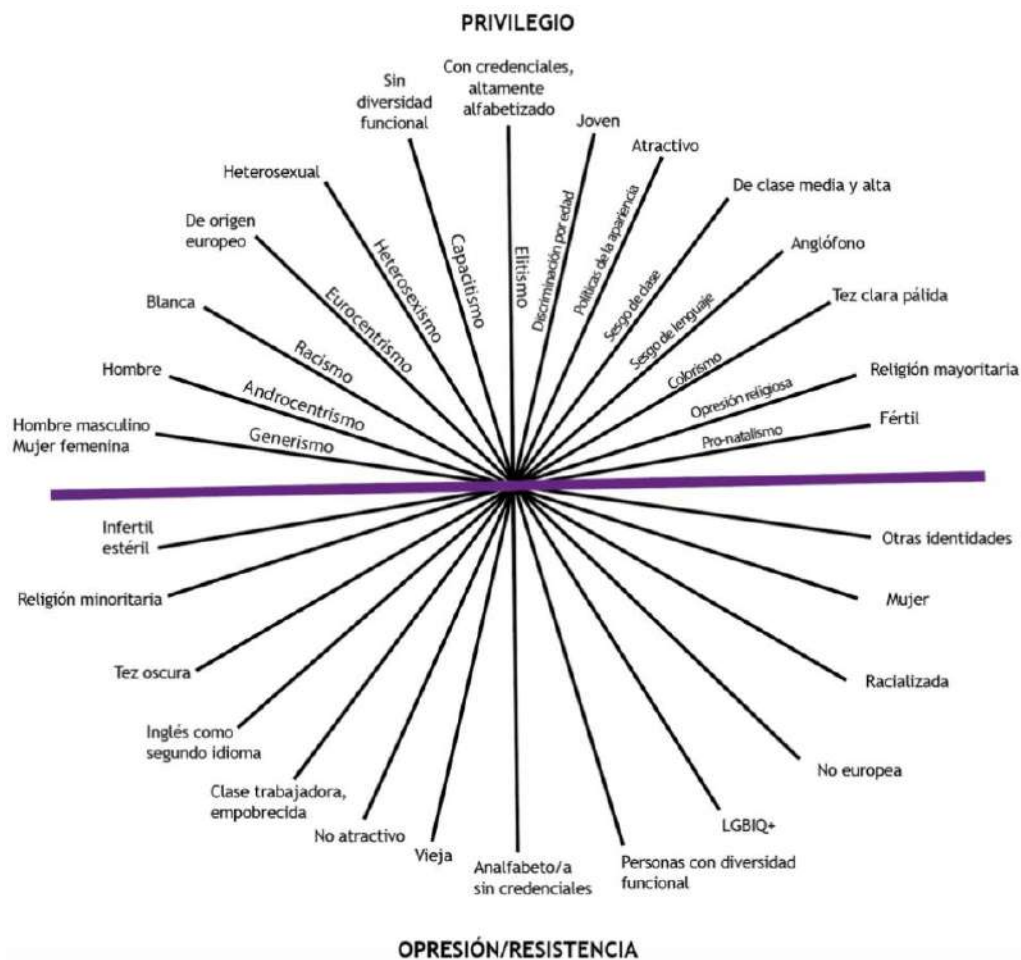 PRIVILEGIO
Con credenciales,
altamente
alfabetizado
Sin
diversidad
funcional
Joven
Atractivo
Heterosexual
De clase media y alta
De origen
europeo
Anglófono
Blanca
Tez clara pálida
Hombre
Religión mayoritaria
Hombre masculino
Mujer femenina
Fértil
Generismo
Androcentrismo
Racismo
Eurocentrismo
Heterosexismo
Capacitismo
Elitismo
Discriminación por edad
Políticas de la apariencia
Sesgo de clase
Sesgo de lenguaje
Colorismo
Opresión religiosa
Pro-natalismo
Infertil
estéril
Otras identidades
Religión minoritaria
Mujer
Tez oscura
Racializada
Inglés como
segundo idioma
No europea
Clase trabajadora,
empobrecida
No atractivo
LGBIQ+
Vieja
Analfabeto/a
sin credenciales
Personas con diversidad
funcional
OPRESIÓN/RESISTENCIA